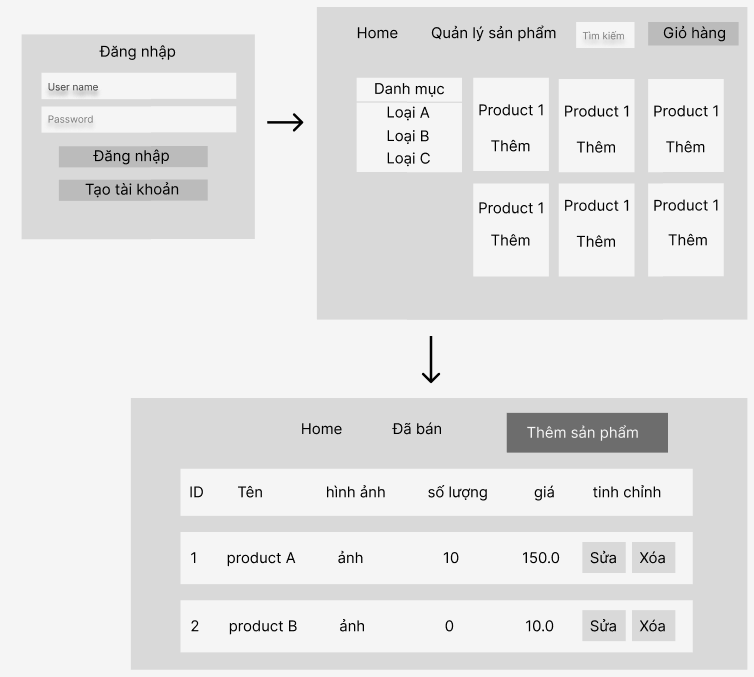 Đăng nhập
User name
Password
Đăng nhập
Tạo tài khoản
Home Quản lý sản phẩm Tìm kiếm Giỏ hàng
Danh mục
Loại A
Loại B
Loại C
Product 1 Product 1 Product 1
Thêm Thêm Thêm
Product 1 Product 1 Product 1
Thêm Thêm Thêm
Home Đã bán Thêm sản phẩm
ID Tên hình ảnh số lượng giá tinh chỉnh
1 product A ảnh 10 150.0 Sửa Xóa
2 product B ảnh 0 10.0 Sửa Xóa